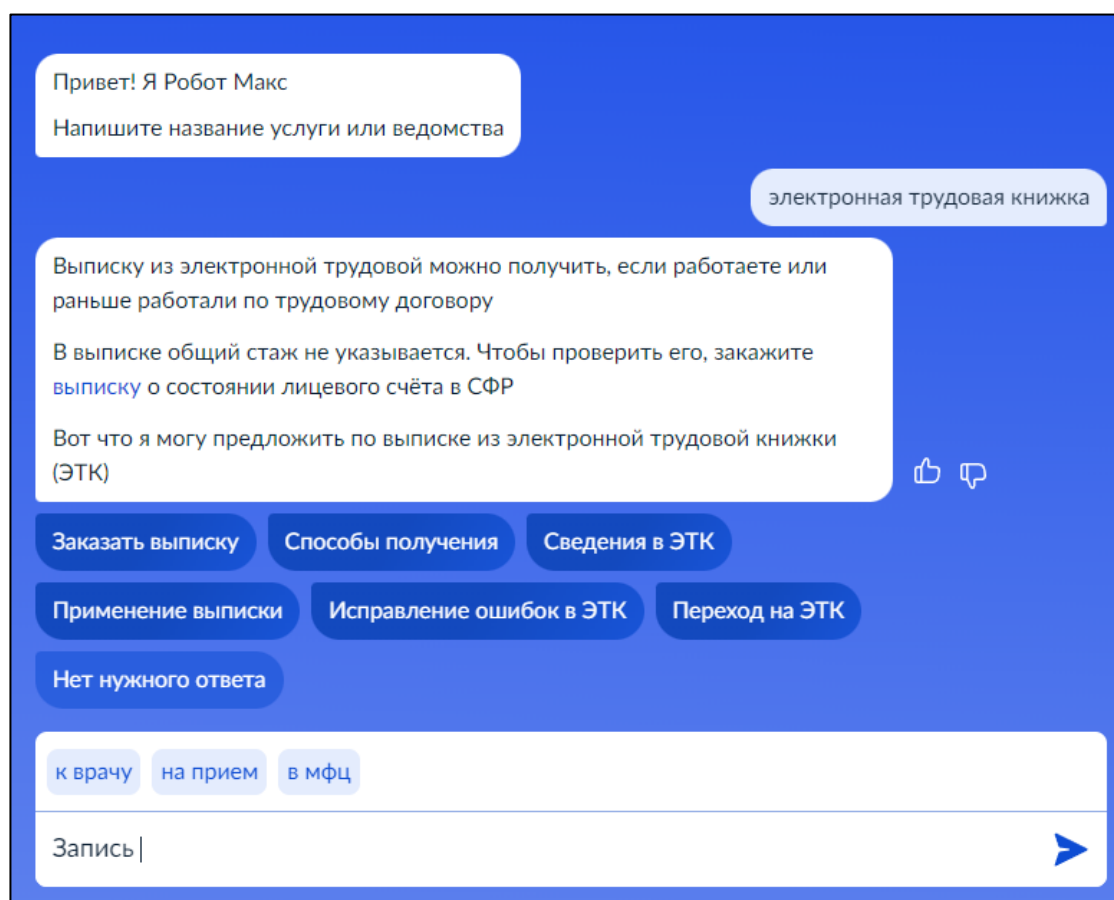 Привет! Я Робот Макс
Напишите название услуги или ведомства
электронная трудовая книжка
Выписку из электронной трудовой можно получить, если работаете или
раньше работали по трудовому договору
В выписке общий стаж не указывается. Чтобы проверить его, закажите
выписку о состоянии лицевого счёта в СФР
Вот что я могу предложить по выписке из электронной трудовой книжки
(ЭТК)
Заказать выписку Способы получения Сведения в ЭТК
Применение выписки Исправление ошибок в ЭТК Переход на ЭТК
Нет нужного ответа
к врачу на прием в мфц
Запись